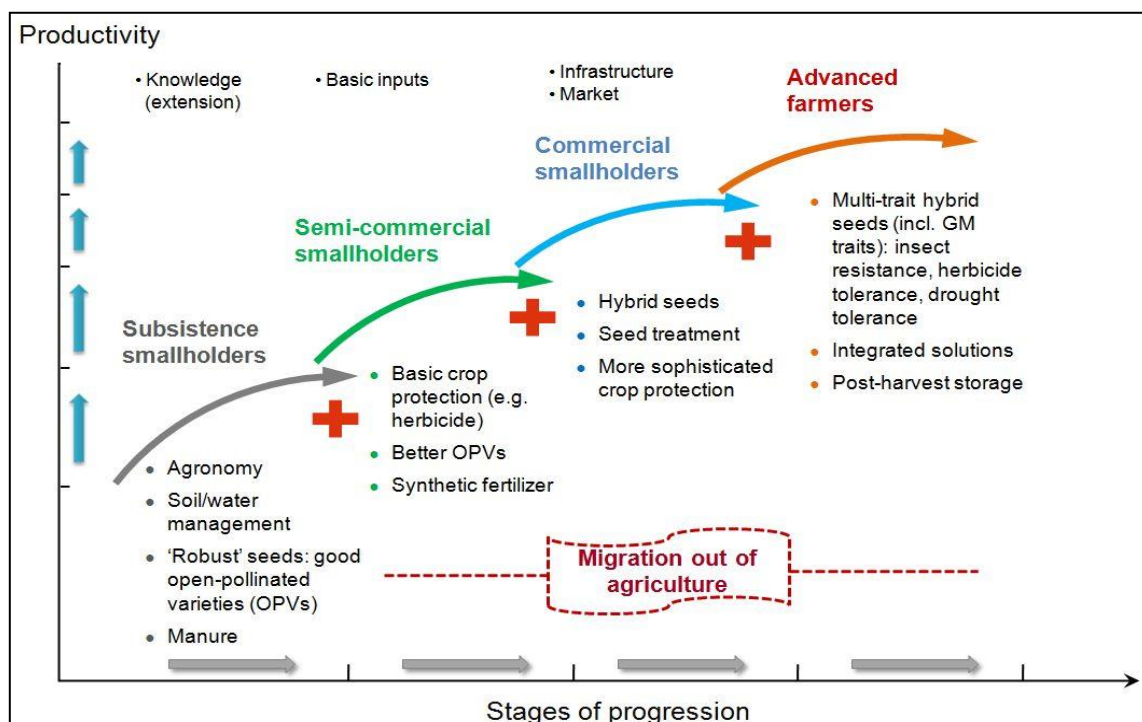 Productivity
• Knowledge
(extension)
• Basic inputs
• Infrastructure
• Market
Advanced
farmers
Commercial
smallholders
Semi-commercial
smallholders
Subsistence
smallholders
• Multi-trait hybrid
seeds (incl. GM
traits): insect
resistance, herbicide
tolerance, drought
tolerance
• Integrated solutions
• Post-harvest storage
• Hybrid seeds
• Seed treatment
• More sophisticated
crop protection
• Basic crop
protection (e.g.
herbicide)
• Better OPVs
• Synthetic fertilizer
• Agronomy
• Soil/water
management
• ‘Robust’ seeds: good
open-pollinated
varieties (OPVs)
• Manure
Migration out of
agriculture
Stages of progression